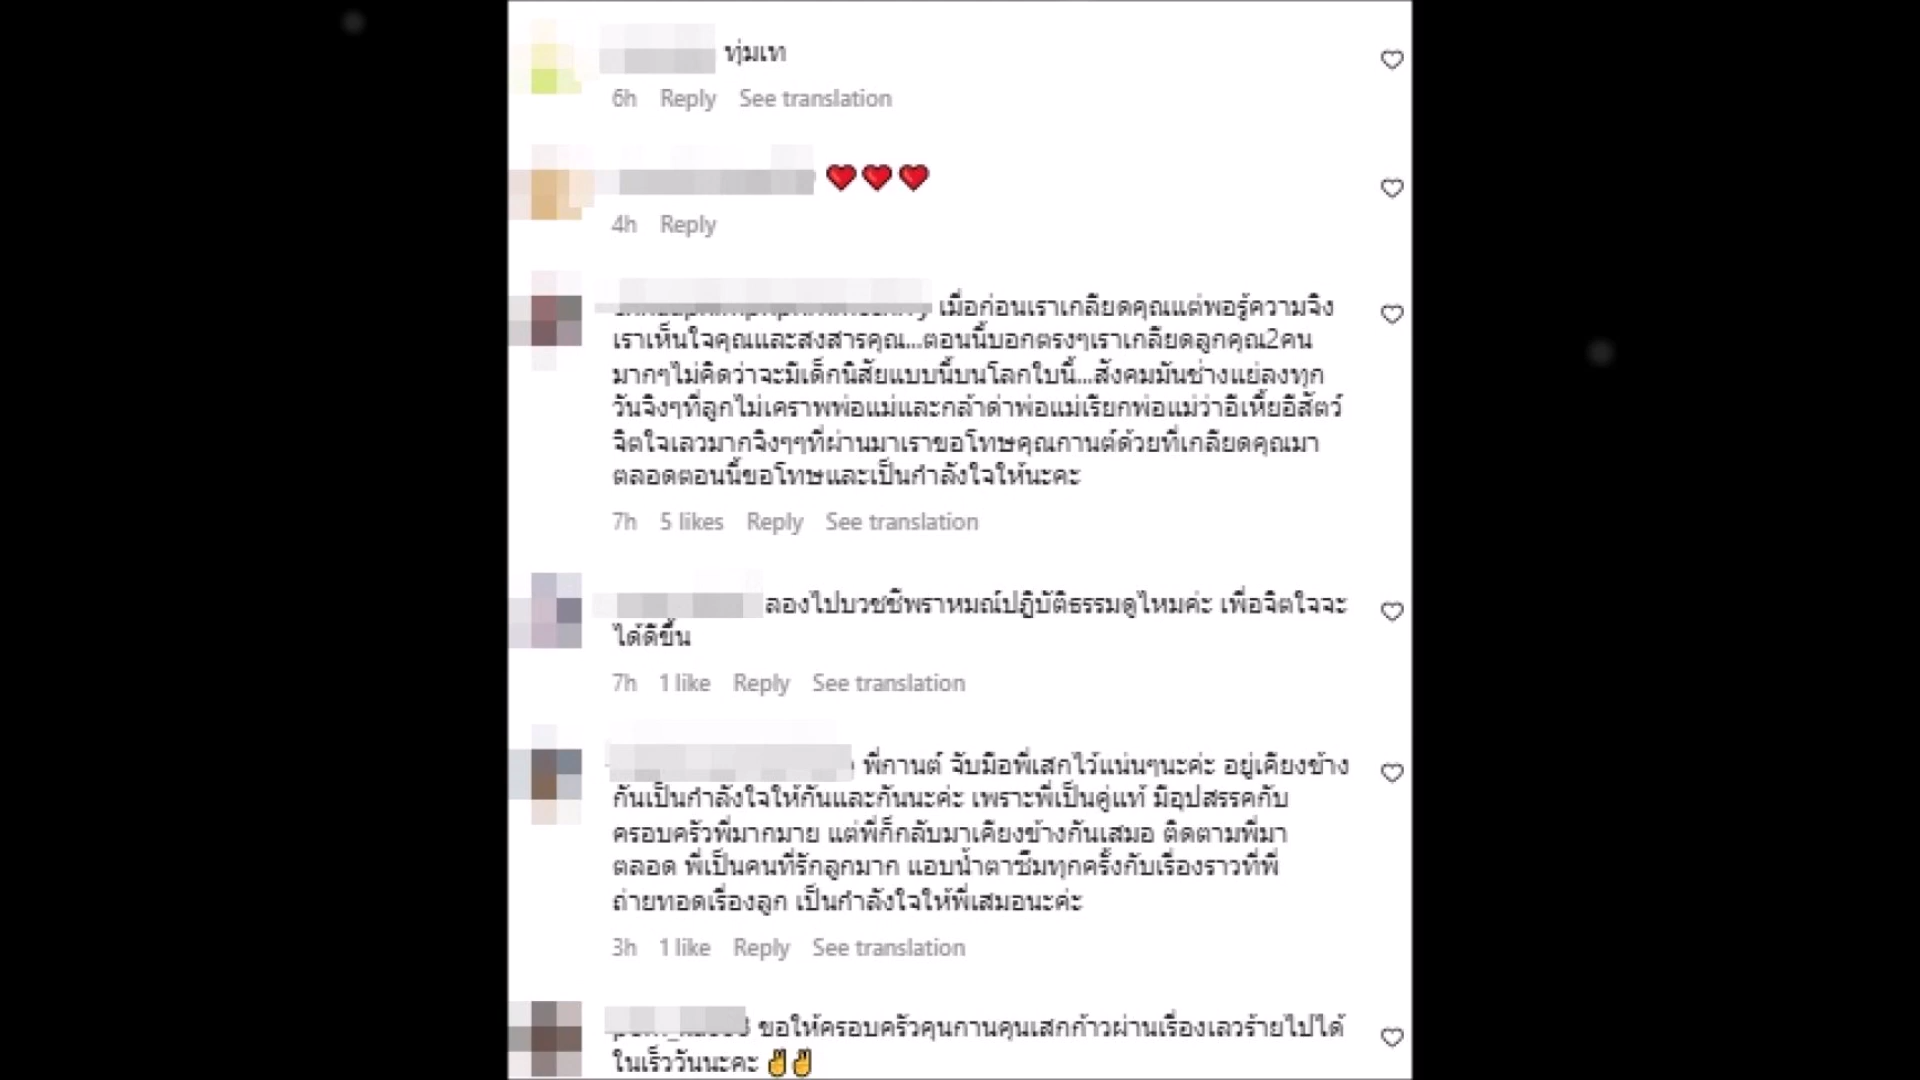 ทุ่มเท
6h Reply See translation
❤️❤️❤️
4h Reply
เมื่อก่อนเราเกลียดคุณแต่พอรู้ความจิง
เราเห็นใจคุณและสงสารคุณ...ตอนนี้บอกตรงๆเราเกลียดลูกคุณ2คน
มากๆไม่คิดว่าจะมีเด็กนิสัยแบบนี้บนโลกใบนี้...สังคมมันช่างแย่ลงทุก
วันจิงๆที่ลูกไม่เคราพพ่อแม่และกล้าด่าพ่อแม่เรียกพ่อแม่ว่าอีเหี้ยอีสัตว์
จิตใจเลวมากจิงๆๆที่ผ่านมาเราขอโทษคุณกานต์ด้วยที่เกลียดคุณมา
ตลอดตอนนี้ขอโทษและเป็นกำลังใจให้นะคะ
7h 5 likes Reply See translation
ลองไปบวชชีพราหมณ์ปฏิบัติธรรมดูไหมค่ะ เพื่อจิตใจจะ
ได้ดีขึ้น
7h 1 like Reply See translation
พี่กานต์ จับมือพี่เสกไว้แน่นๆนะค่ะ อยู่เคียงข้าง
กันเป็นกำลังใจให้กันและกันนะค่ะ เพราะพี่เป็นคู่แท้ มีอุปสรรคกับ
ครอบครัวพี่มากมาย แต่พี่ก็กลับมาเคียงข้างกันเสมอ ติดตามพี่มา
ตลอด พี่เป็นคนที่รักลูกมาก แอบน้ำตาซึมทุกครั้งกับเรื่องราวที่พี่
ถ่ายทอดเรื่องลูก เป็นกำลังใจให้พี่เสมอนะค่ะ
3h 1 like Reply See translation
ขอให้ครอบครัวคุนกานคุนเสกก้าวผ่านเรื่องเลวร้ายไปได้
ในเร็ววันนะคะ ✌️✌️